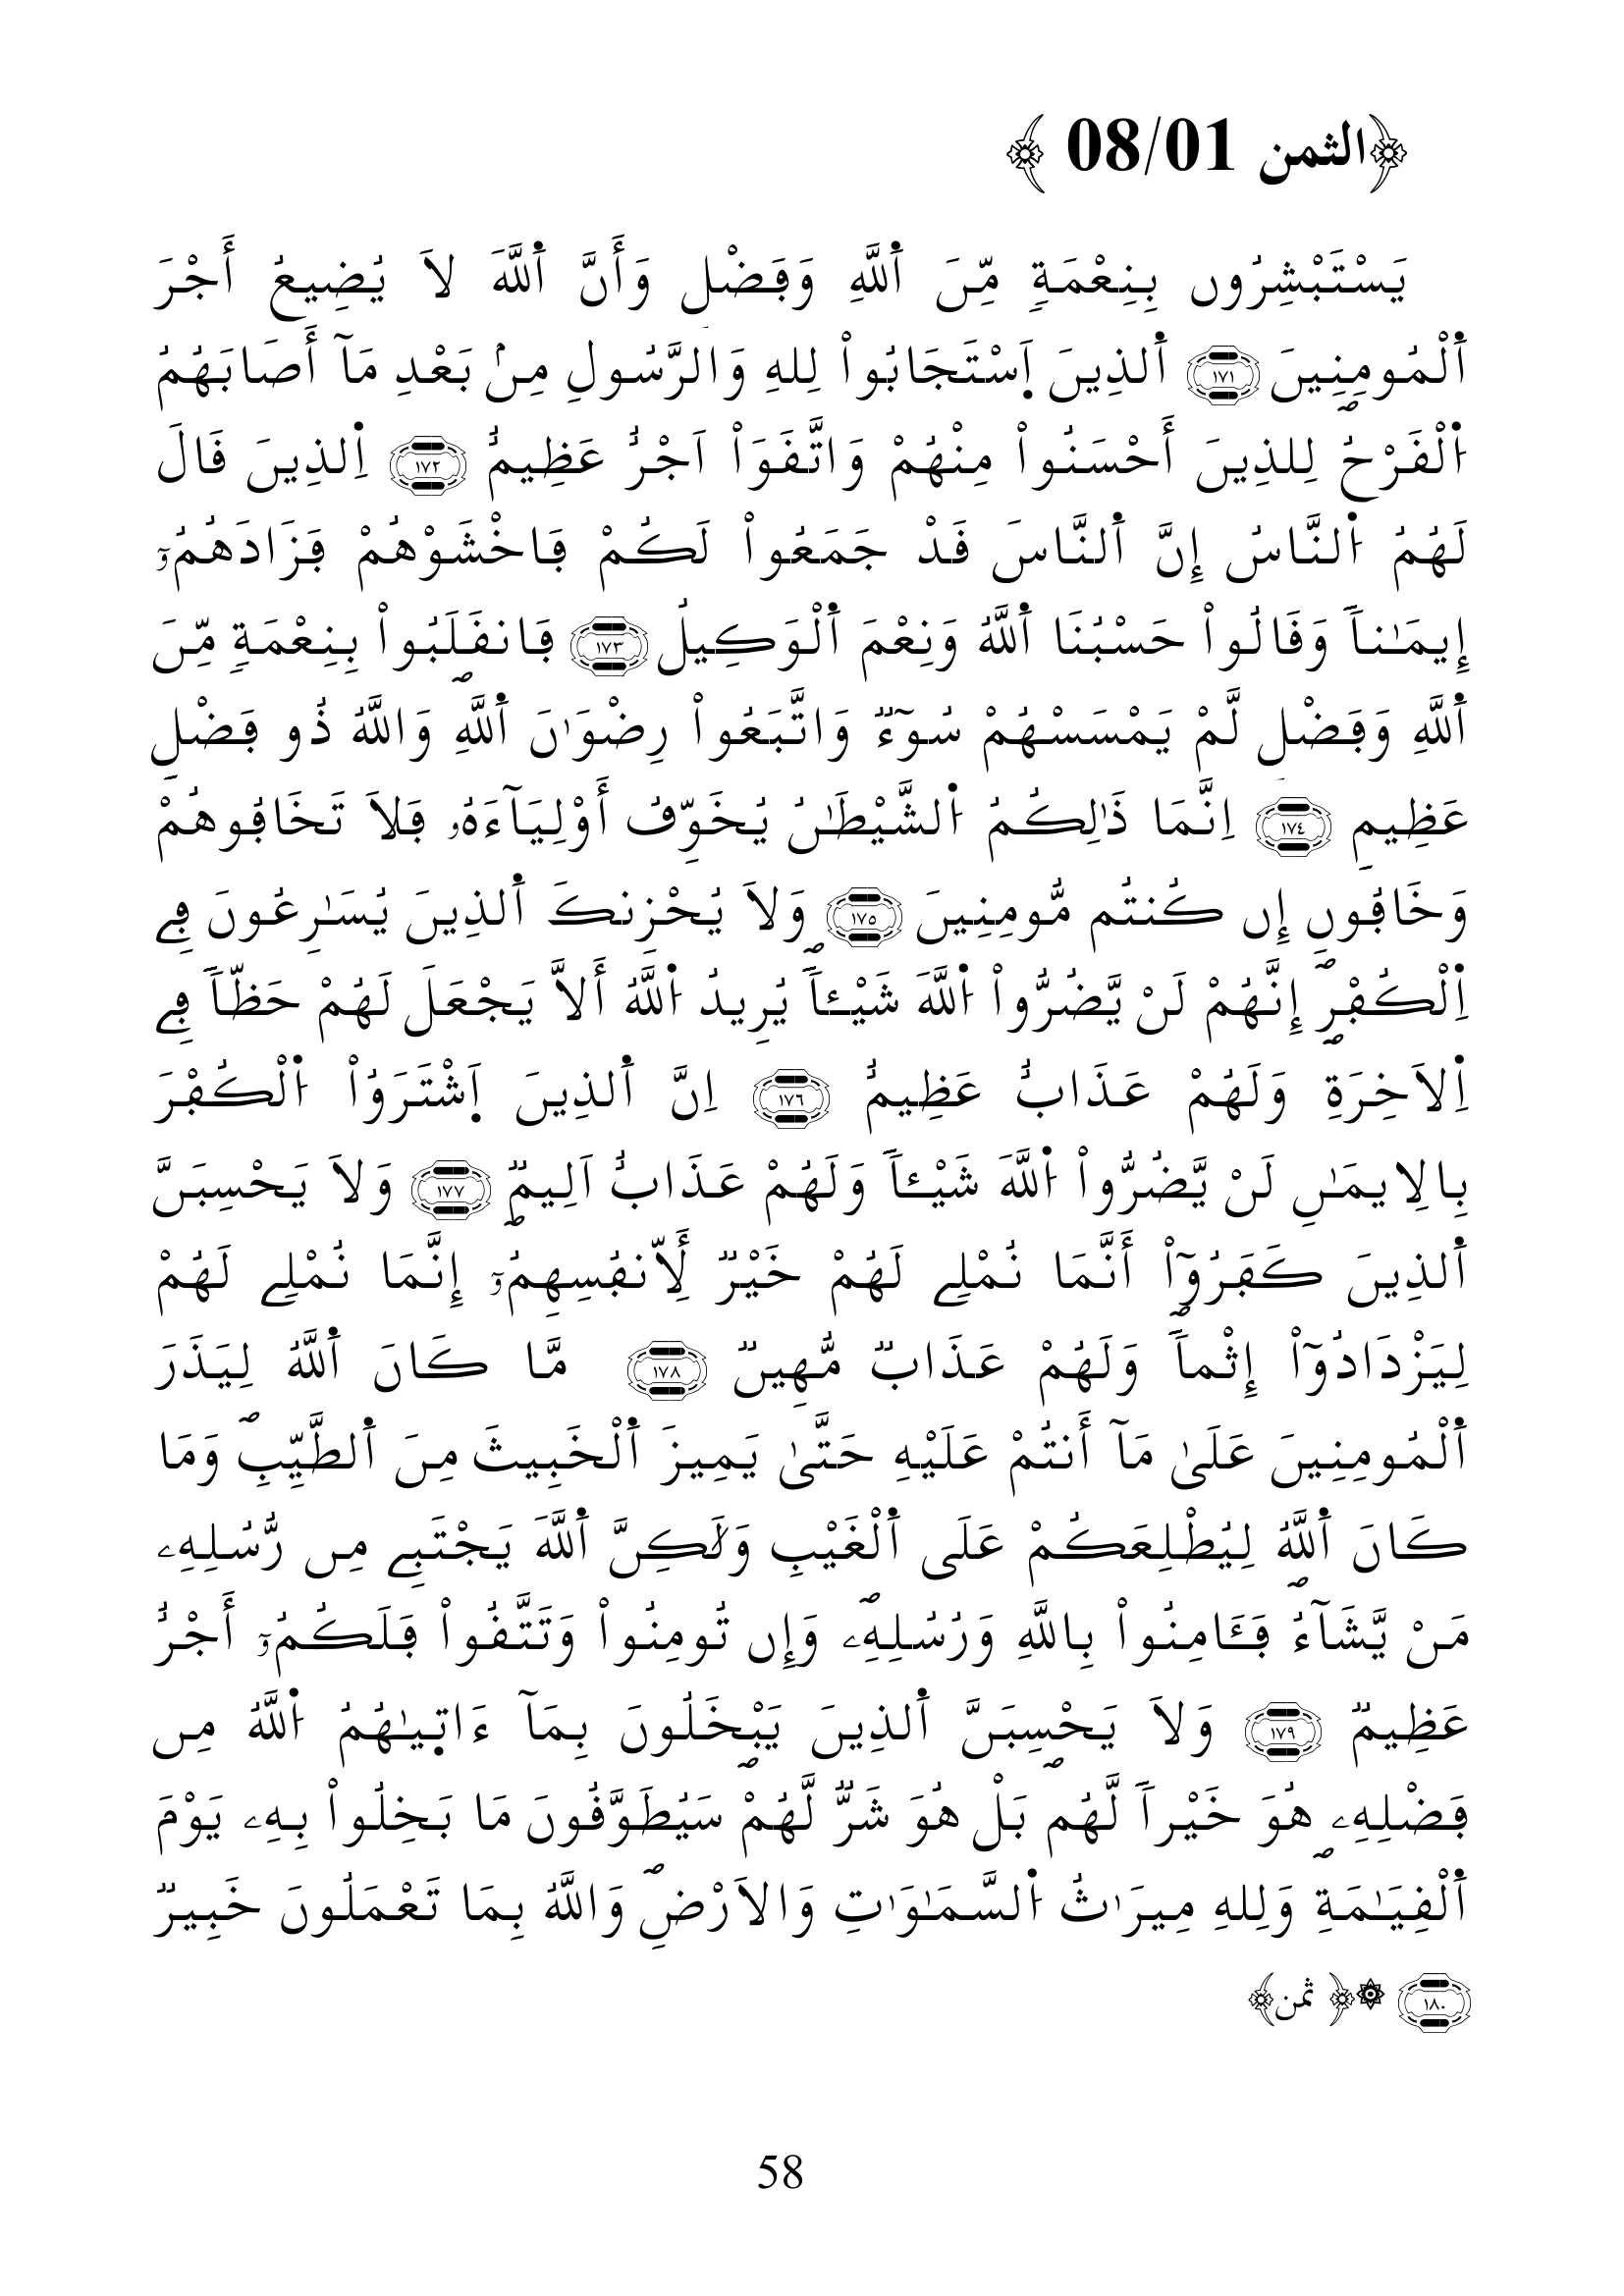 ﴿الثمن 08/01 ﴾
يَسْتَبْشِرُونَ بِنِعْمَةٖ مِّنَ اَ۬للَّهِ وَفَضْلٖ وَأَنَّ اَ۬للَّهَ لَا يُضِيعُ أَجْرَ
اَ۬لْمُومِنِينَۖ ١٧١ اَ۬لذِينَ اَ۪سْتَجَابُواْ لِلهِ وَالرَّسُولِ مِنۢ بَعْدِ مَآ أَصَابَهُمُ
اُ۬لْقَرْحُ لِلذِينَ أَحْسَنُواْ مِنْهُمْ وَاتَّقَوَاْ اَجْرٌ عَظِيمٌ ١٧٢ اِ۬لذِينَ قَالَ
لَهُمُ اُ۬لنَّاسُ إِنَّ اَ۬لنَّاسَ قَدْ جَمَعُواْ لَكُمْ فَاخْشَوْهُمْ فَزَادَهُمُۥٓ
إِيمَٰناٗ وَقَالُواْ حَسْبُنَا اَ۬للَّهُ وَنِعْمَ اَ۬لْوَكِيلُۖ ١٧٣ فَانقَلَبُواْ بِنِعْمَةٖ مِّنَ
اَ۬للَّهِ وَفَضْلٖ لَّمْ يَمْسَسْهُمْ سُوٓءٞ وَاتَّبَعُواْ رِضْوَٰنَ اَ۬للَّهِ وَاللَّهُ ذُو فَضْلٍ
عَظِيمٍ ١٧٤ اِنَّمَا ذَٰلِكُمُ اُ۬لشَّيْطَٰنُ يُخَوِّفُ أَوْلِيَآءَهُۥ فَلَا تَخَافُوهُمْ
وَخَافُونِ إِن كُنتُم مُّومِنِينَۖ ١٧٥ وَلَا يُحْزِنكَ اَ۬لذِينَ يُسَٰرِعُونَ فِے
اِ۬لْكُفْرِۖ إِنَّهُمْ لَنْ يَّضُرُّواْ اُ۬للَّهَ شَيْـٔاٗۖ يُرِيدُ اُ۬للَّهُ أَلَّا يَجْعَلَ لَهُمْ حَظّاٗ فِے
اِ۬لَاخِرَةِ وَلَهُمْ عَذَابٌ عَظِيمٌ ١٧٦ اِنَّ اَ۬لذِينَ اَ۪شْتَرَوُاْ اُ۬لْكُفْرَ
بِالِايمَٰنِ لَنْ يَّضُرُّواْ اُ۬للَّهَ شَيْـٔاٗ وَلَهُمْ عَذَابٌ اَلِيمٞۖ ١٧٧ وَلَا يَحْسِبَنَّ
اَ۬لذِينَ كَفَرُوٓاْ أَنَّمَا نُمْلِے لَهُمْ خَيْرٞ لِّأَنفُسِهِمُۥٓۖ إِنَّمَا نُمْلِے لَهُمْ
لِيَزْدَادُوٓاْ إِثْماٗۖ وَلَهُمْ عَذَابٞ مُّهِينٞ ١٧٨ مَّا كَانَ اَ۬للَّهُ لِيَذَرَ
اَ۬لْمُومِنِينَ عَلَىٰ مَآ أَنتُمْ عَلَيْهِ حَتَّىٰ يَمِيزَ اَ۬لْخَبِيثَ مِنَ اَ۬لطَّيِّبِۖ وَمَا
كَانَ اَ۬للَّهُ لِيُطْلِعَكُمْ عَلَى اَ۬لْغَيْبِۖ وَلَٰكِنَّ اَ۬للَّهَ يَجْتَبِے مِن رُّسُلِهِۦ
مَنْ يَّشَآءُ فَـَٔامِنُواْ بِاللَّهِ وَرُسُلِهِۦۖ وَإِن تُومِنُواْ وَتَتَّقُواْ فَلَكُمُۥٓ أَجْرٌ
عَظِيمٞ ١٧٩ وَلَا يَحْسِبَنَّ اَ۬لذِينَ يَبْخَلُونَ بِمَآ ءَات۪يٰهُمُ اُ۬للَّهُ مِن
فَضْلِهِۦ هُوَ خَيْراٗ لَّهُمۖ بَلْ هُوَ شَرّٞ لَّهُمْۖ سَيُطَوَّقُونَ مَا بَخِلُواْ بِهِۦ يَوْمَ
اَ۬لْقِيَٰمَةِۖ وَلِلهِ مِيرَٰثُ اُ۬لسَّمَٰوَٰتِ وَالَارْضِۖ وَاللَّهُ بِمَا تَعْمَلُونَ خَبِيرٞ
١٨٠ ۞﴿ ثمن﴾
58